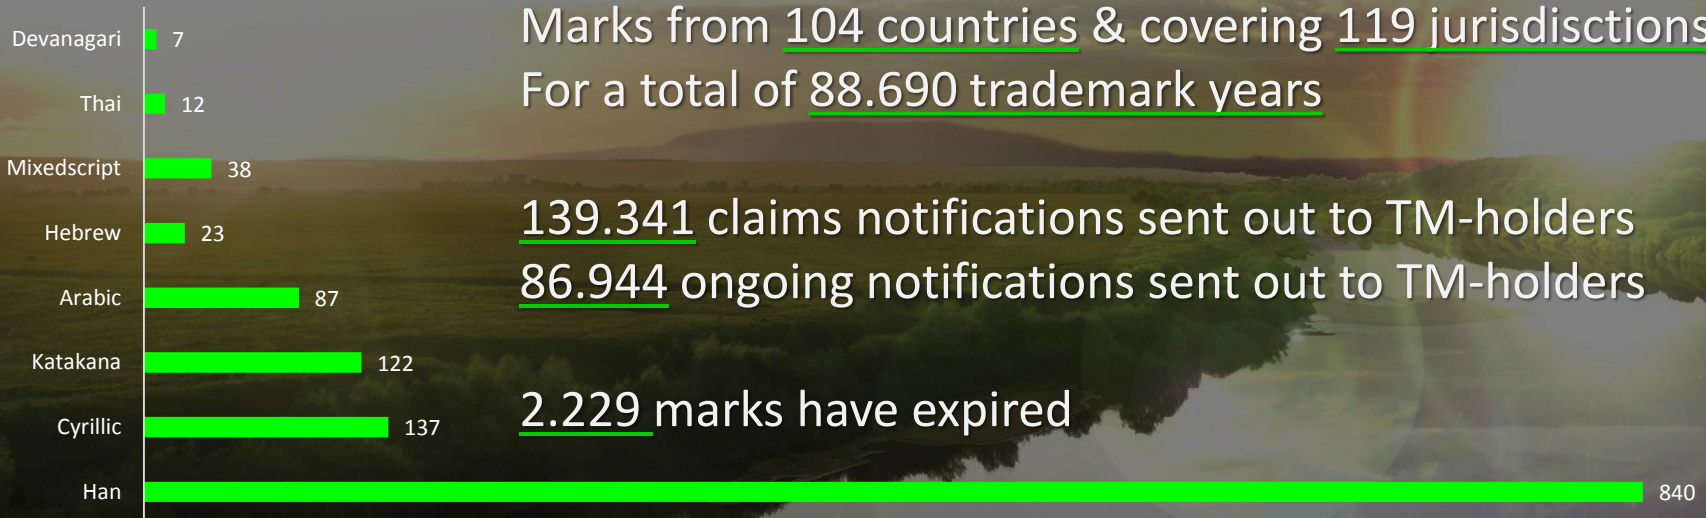 Devanagari 7
Thai 12
Mixedscript 38
Hebrew 23
Arabic 87
Katakana 122
Cyrillic 137
Han 840
Marks from 104 countries & covering 119 jurisdisctions
For a total of 88.690 trademark years
139.341 claims notifications sent out to TM-holders
86.944 ongoing notifications sent out to TM-holders
2.229 marks have expired